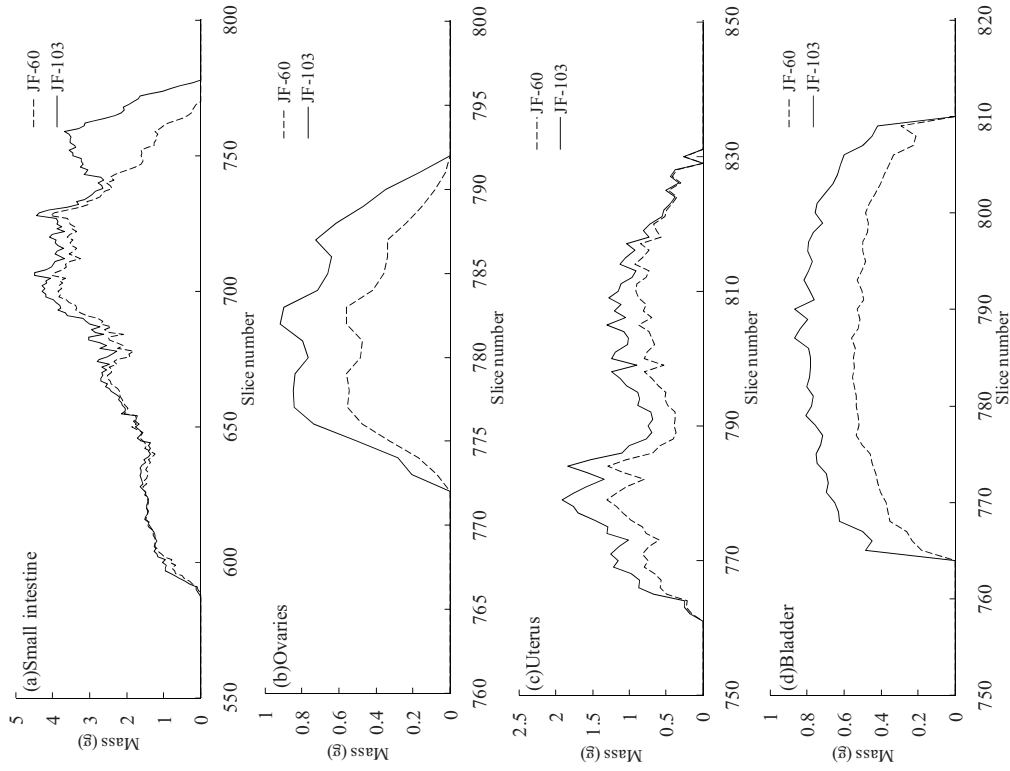 (a)Small intestine
JF-60
JF-103
Mass (g)
5
4
3
2
1
0
550
600
650
700
750
800
Slice number
(b)Ovaries
JF-60
JF-103
Mass (g)
1
0.8
0.6
0.4
0.2
0
760
765
770
775
780
785
790
795
800
Slice number
(c)Uterus
JF-60
JF-103
Mass (g)
2.5
2
1.5
1
0.5
0
750
770
790
810
830
850
Slice number
(d)Bladder
JF-60
JF-103
Mass (g)
1
0.8
0.6
0.4
0.2
0
750
760
770
780
790
800
810
820
Slice number